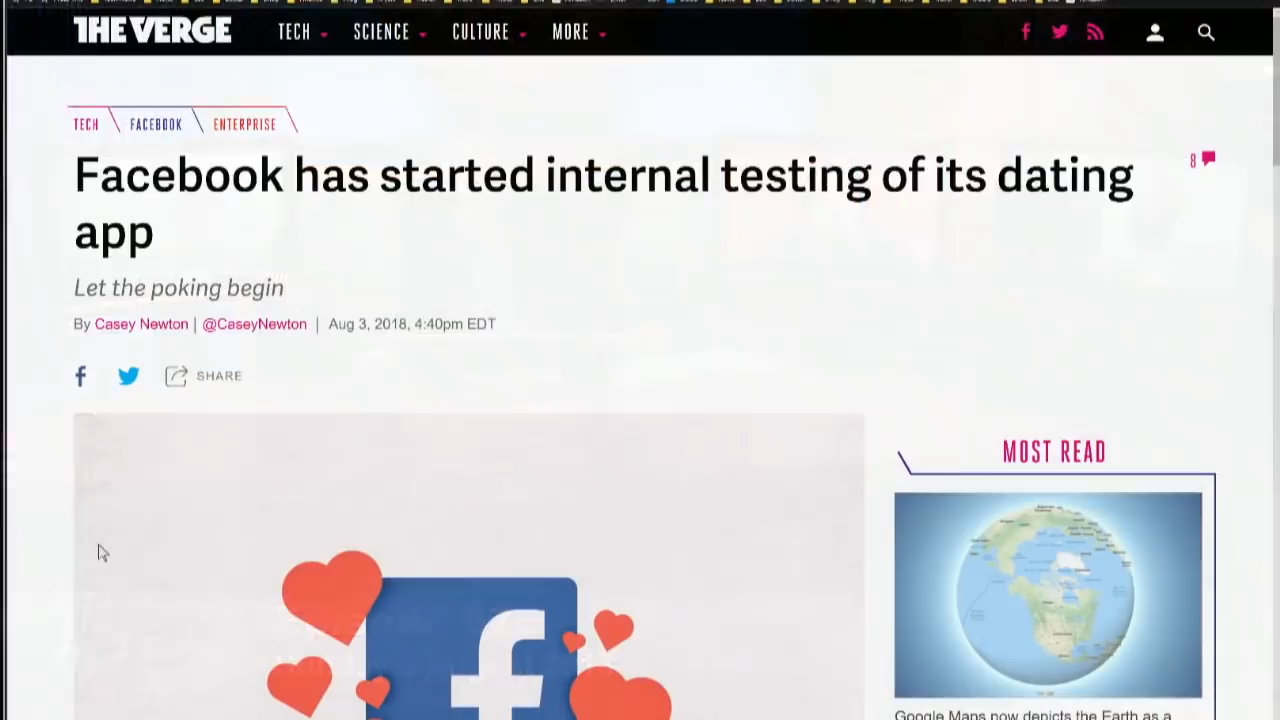 THE VERGE
TECH SCIENCE CULTURE MORE
TECH FACEBOOK ENTERPRISE
Facebook has started internal testing of its dating
app
8
Let the poking begin
By Casey Newton | @CaseyNewton | Aug 3, 2018, 4:40pm EDT
SHARE
MOST READ
Google Maps now depicts the Earth as a